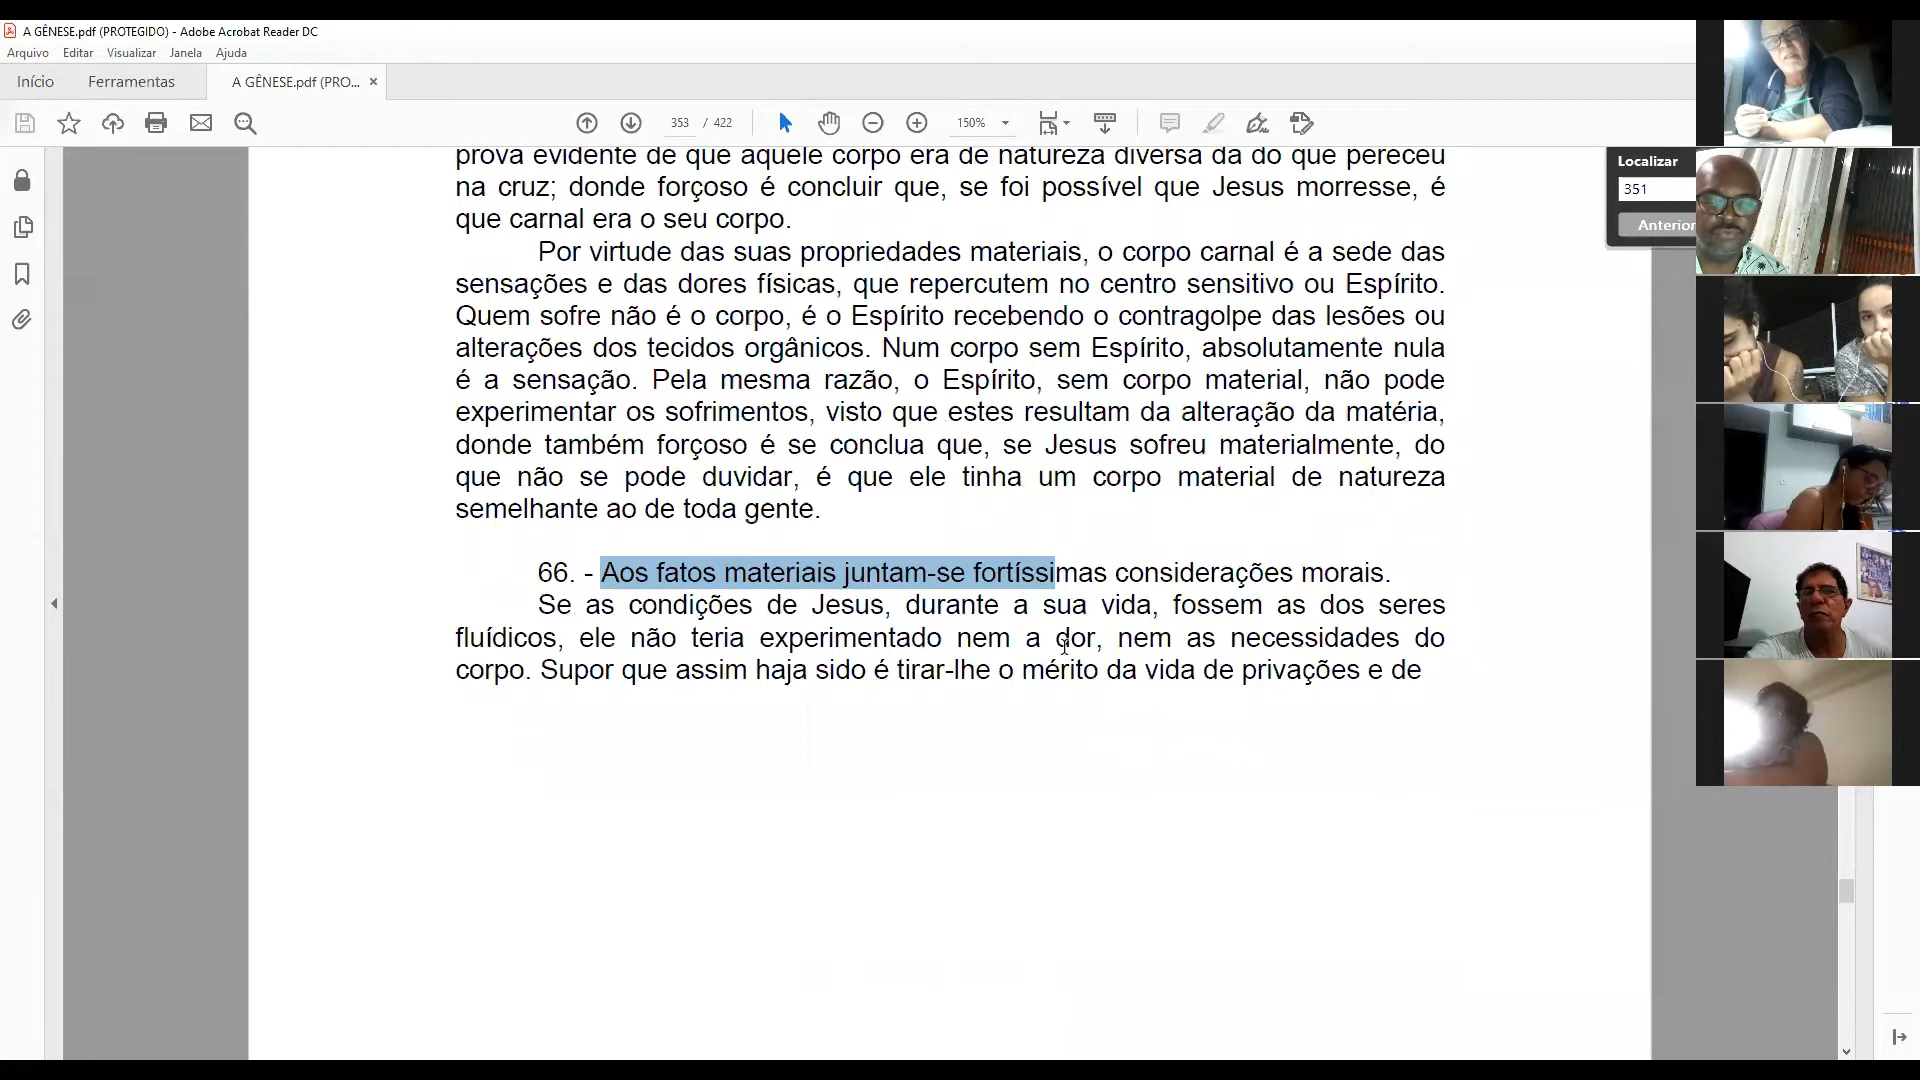 A GÊNESE.pdf (PROTEGIDO) - Adobe Acrobat Reader DC
Arquivo Editar Visualizar Janela Ajuda
Início Ferramentas A GÊNESE.pdf (PRO... ×
353 / 422 150%
prova evidente de que aquele corpo era de natureza diversa da do que pereceu
na cruz; donde forçoso é concluir que, se foi possível que Jesus morresse, é
que carnal era o seu corpo.
Por virtude das suas propriedades materiais, o corpo carnal é a sede das
sensações e das dores físicas, que repercutem no centro sensitivo ou Espírito.
Quem sofre não é o corpo, é o Espírito recebendo o contragolpe das lesões ou
alterações dos tecidos orgânicos. Num corpo sem Espírito, absolutamente nula
é a sensação. Pela mesma razão, o Espírito, sem corpo material, não pode
experimentar os sofrimentos, visto que estes resultam da alteração da matéria,
donde também forçoso é se conclua que, se Jesus sofreu materialmente, do
que não se pode duvidar, é que ele tinha um corpo material de natureza
semelhante ao de toda gente.
66. - Aos fatos materiais juntam-se fortíssimas considerações morais.
Se as condições de Jesus, durante a sua vida, fossem as dos seres
fluídicos, ele não teria experimentado nem a dor, nem as necessidades do
corpo. Supor que assim haja sido é tirar-lhe o mérito da vida de privações e de
Localizar
351
Anterior